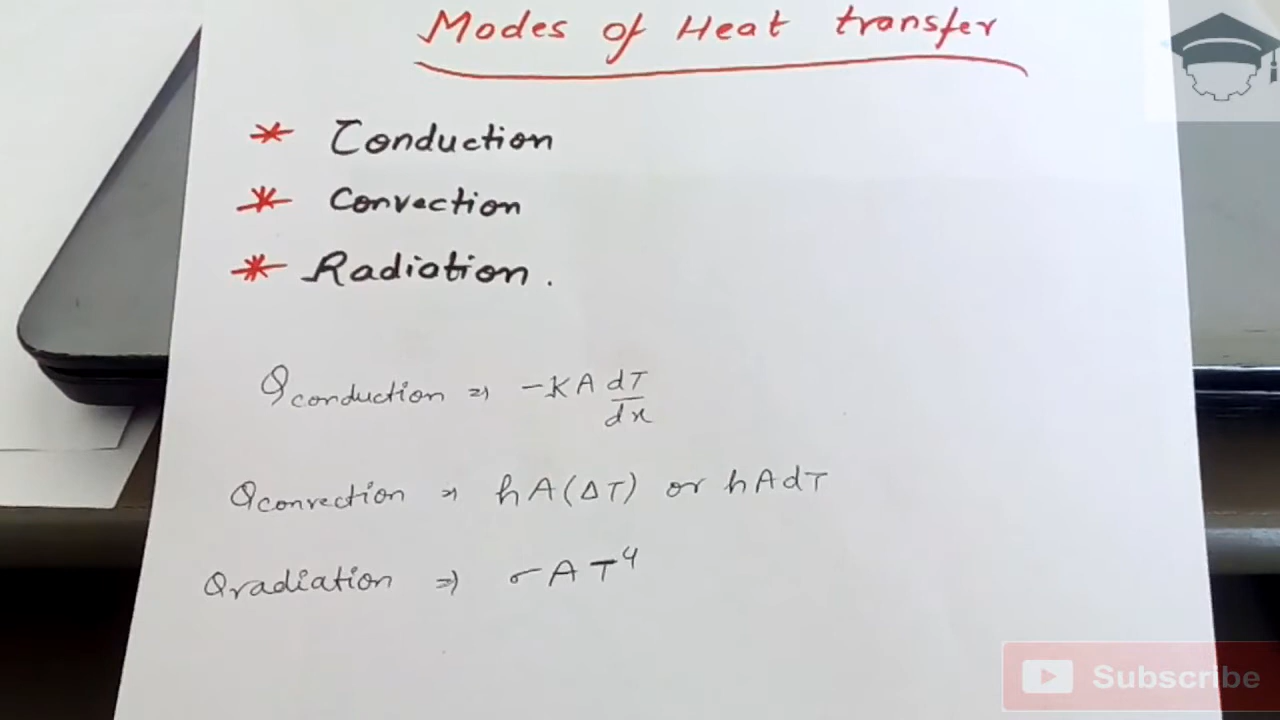 Modes of Heat transfer
* Conduction
* Convection
* Radiation.
Qconduction => -KA dT/dx
Qconvection => hA(ΔT) or hAdT
Qradiation => σAT⁴
Subscribe